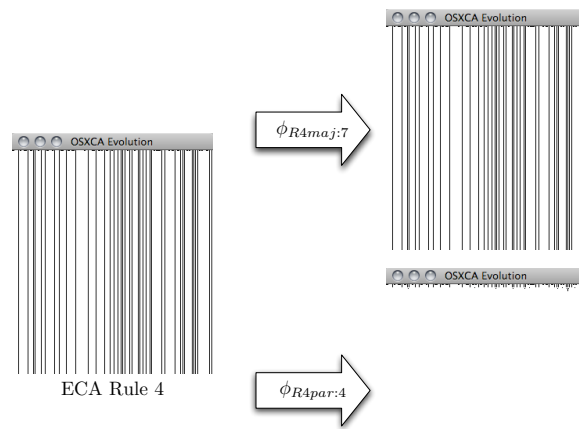 OSXCA Evolution
ϕR4maj:7
OSXCA Evolution
ECA Rule 4
OSXCA Evolution
ϕR4par:4